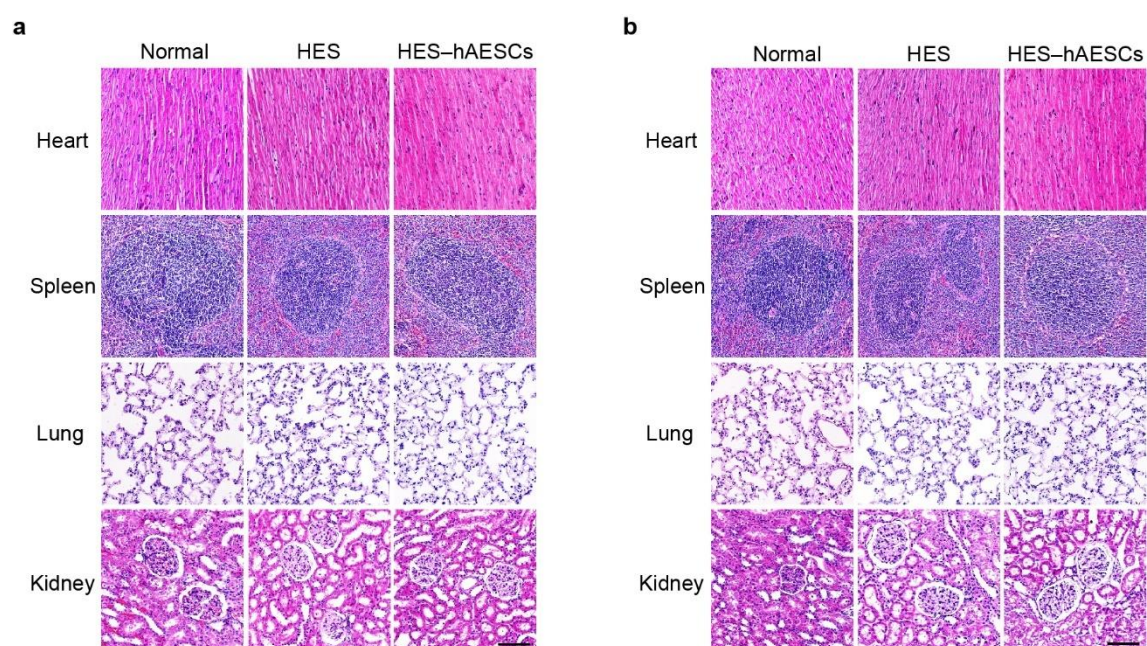 a
Normal HES HES–hAESCs
Heart
Spleen
Lung
Kidney
b
Normal HES HES–hAESCs
Heart
Spleen
Lung
Kidney